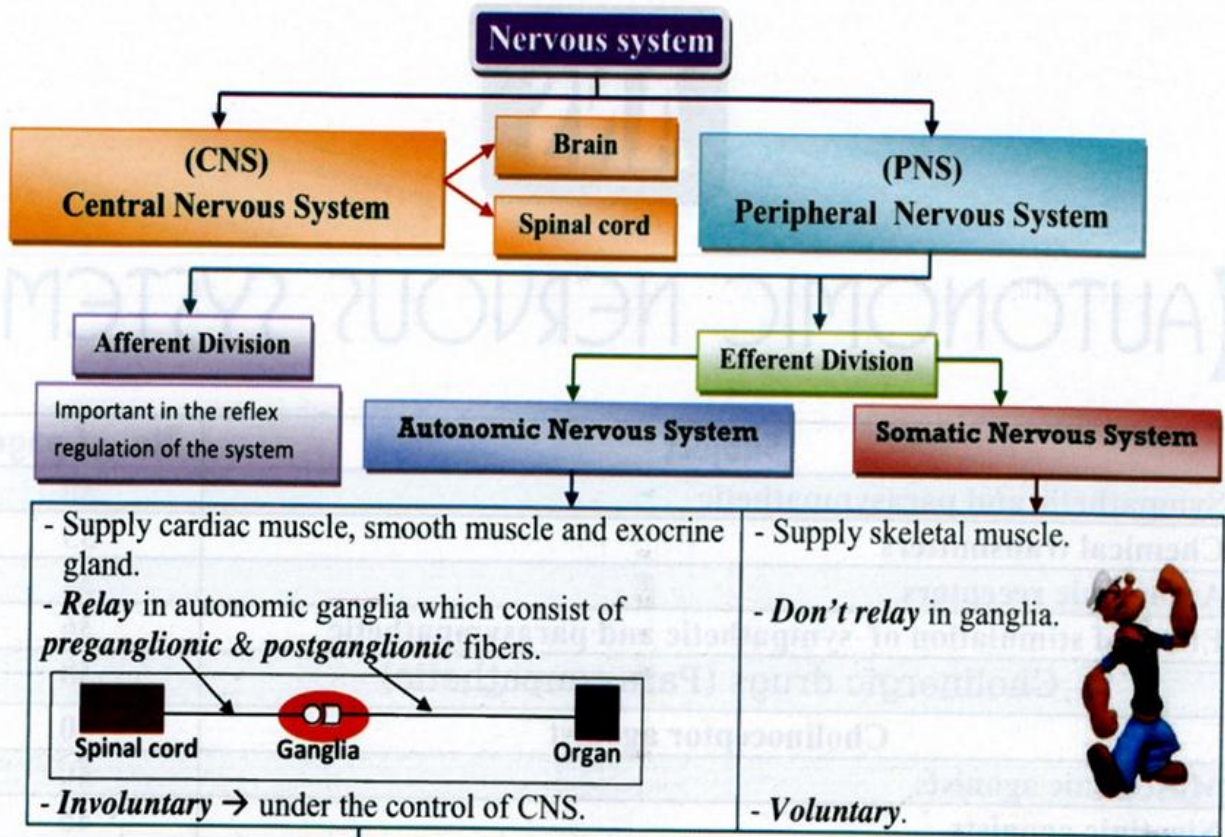 Nervous system
(CNS)
Central Nervous System
Brain
Spinal cord
(PNS)
Peripheral Nervous System
Afferent Division
Important in the reflex
regulation of the system
Efferent Division
Autonomic Nervous System
Somatic Nervous System
- Supply cardiac muscle, smooth muscle and exocrine
gland.
- Relay in autonomic ganglia which consist of
preganglionic & postganglionic fibers.
Spinal cord
Ganglia
Organ
- Involuntary → under the control of CNS.
- Supply skeletal muscle.
- Don't relay in ganglia.
- Voluntary.
AUTONOMIC NERVOUS SYSTEM